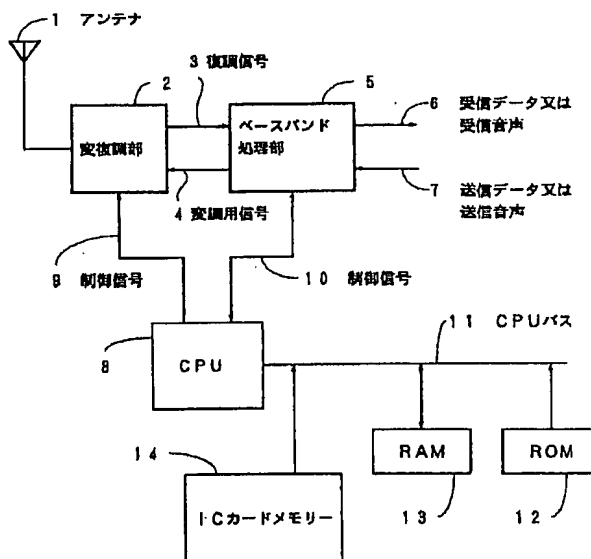 1 アンテナ
2
3 復調信号
5
6 受信データ又は
受信音声
変復調部
ベースバンド
処理部
4 変調用信号
7 送信データ又は
送信音声
9 制御信号
10 制御信号
11 CPUバス
8
CPU
14
RAM
ROM
ICカードメモリー
13
12